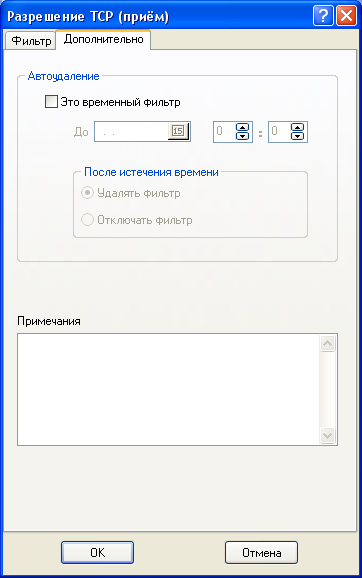 Разрешение TCP (приём)
Фильтр Дополнительно
Автоудаление
Это временный фильтр
До . . 15 0 : 0
После истечения времени
Удалять фильтр
Отключать фильтр
Примечания
OK Отмена